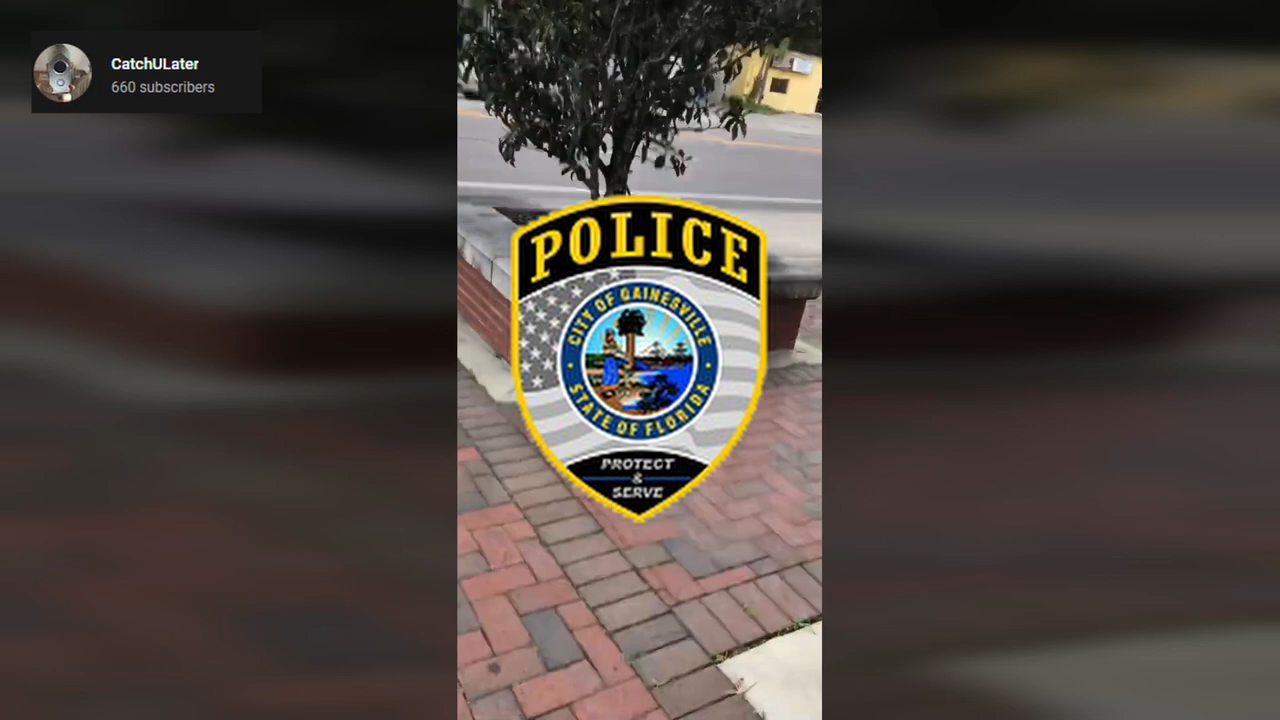 CatchULater
660 subscribers
POLICE
CITY OF GAINESVILLE
STATE OF FLORIDA
PROTECT
&
SERVE